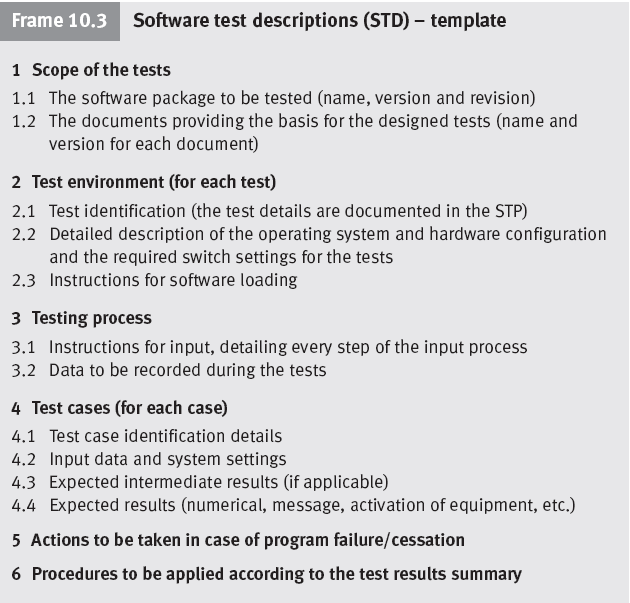 Frame 10.3 Software test descriptions (STD) – template
1 Scope of the tests
1.1 The software package to be tested (name, version and revision)
1.2 The documents providing the basis for the designed tests (name and
version for each document)
2 Test environment (for each test)
2.1 Test identification (the test details are documented in the STP)
2.2 Detailed description of the operating system and hardware configuration
and the required switch settings for the tests
2.3 Instructions for software loading
3 Testing process
3.1 Instructions for input, detailing every step of the input process
3.2 Data to be recorded during the tests
4 Test cases (for each case)
4.1 Test case identification details
4.2 Input data and system settings
4.3 Expected intermediate results (if applicable)
4.4 Expected results (numerical, message, activation of equipment, etc.)
5 Actions to be taken in case of program failure/cessation
6 Procedures to be applied according to the test results summary